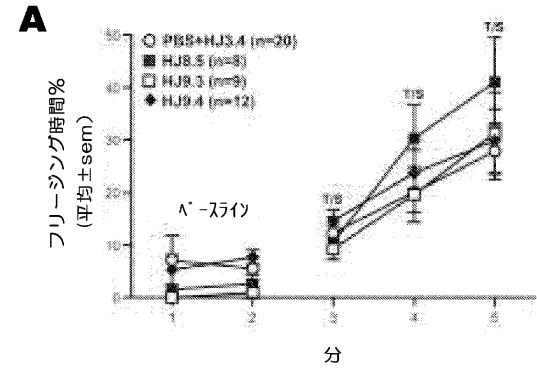 A
50
PBS+HJ3.4 (n=20)
HJ8.5 (n=8)
HJ9.3 (n=9)
HJ9.4 (n=12)
40
30
20
10
0
フリージング時間%
(平均±sem)
ベースライン
T/S
T/S
T/S
1 2 3 4 5
分